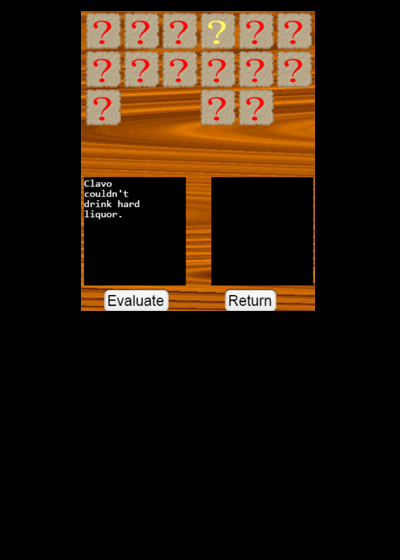 ? ? ? ? ? ?
? ? ? ? ? ?
? ? ?
Clavo
couldn't
drink hard
liquor.
Evaluate Return